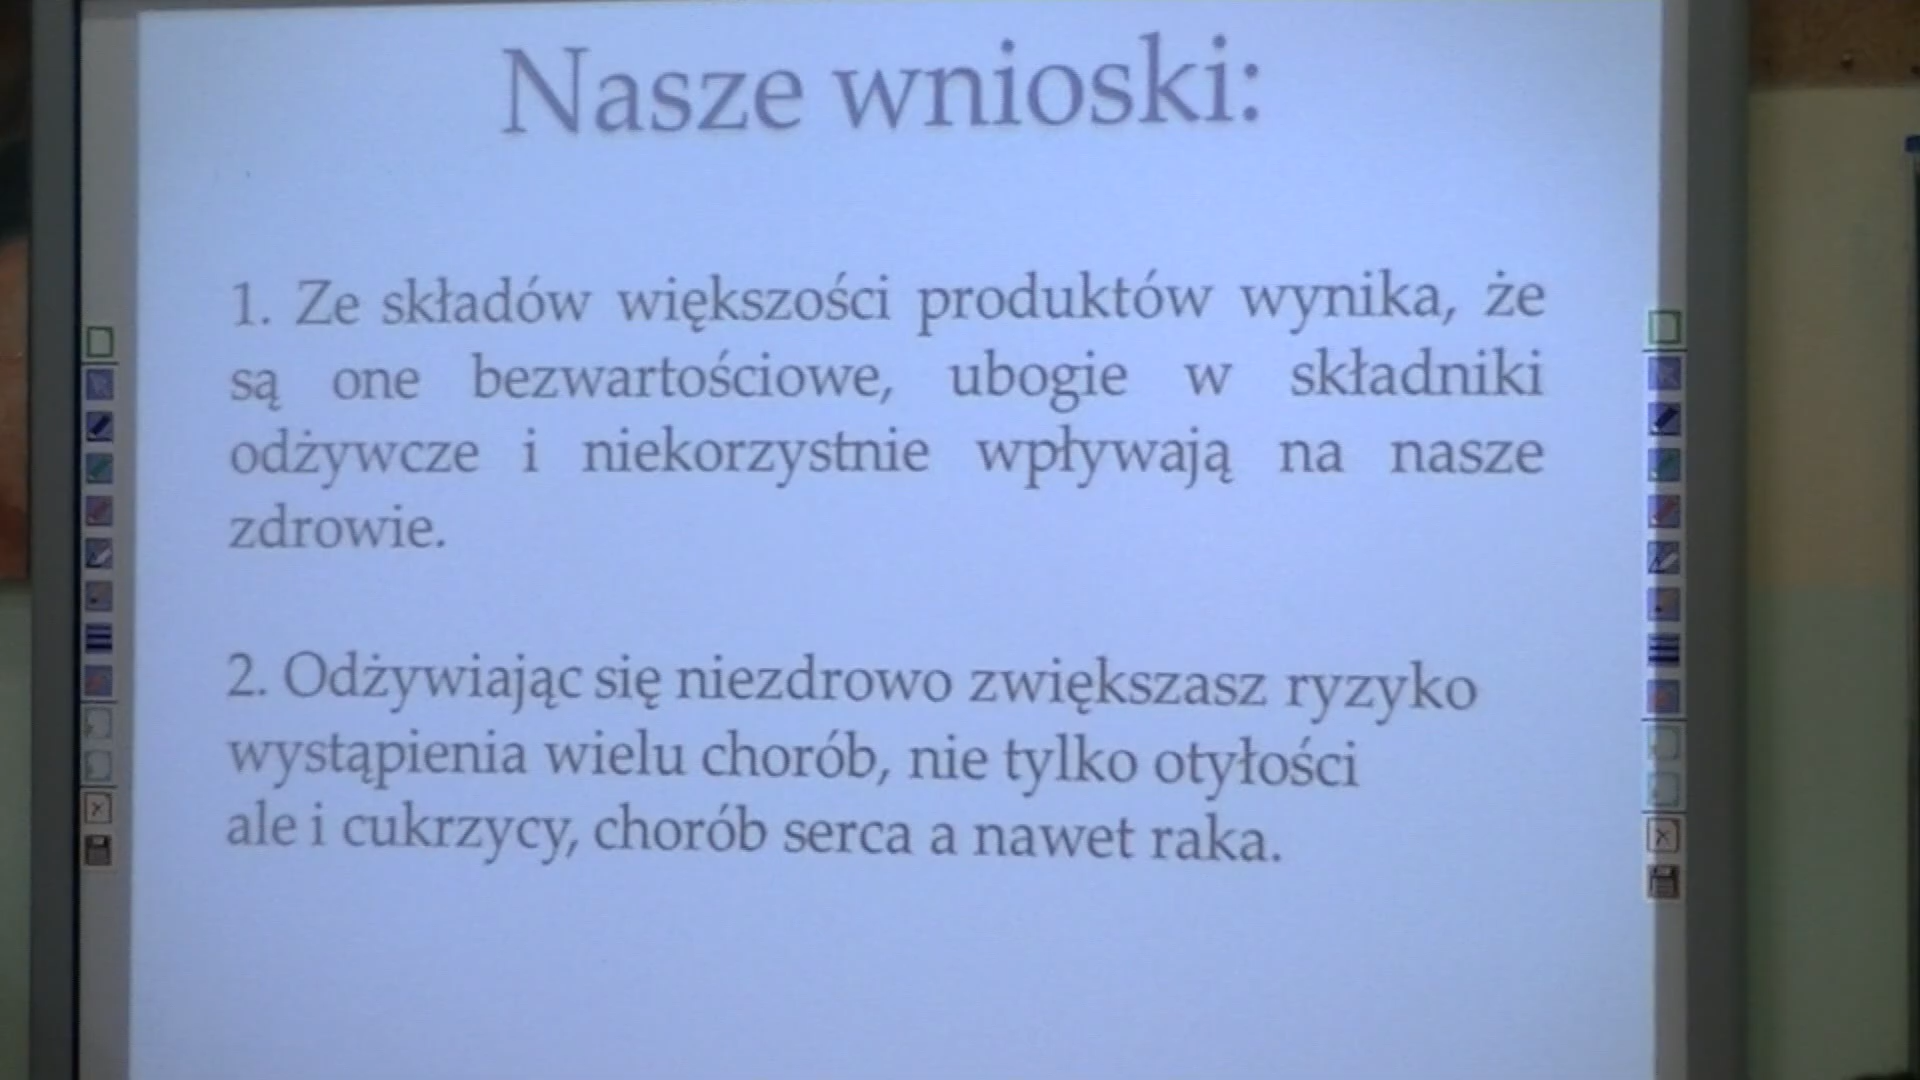 Nasze wnioski:
1. Ze składów większości produktów wynika, że
są one bezwartościowe, ubogie w składniki
odżywcze i niekorzystnie wpływają na nasze
zdrowie.
2. Odżywiając się niezdrowo zwiększasz ryzyko
wystąpienia wielu chorób, nie tylko otyłości
ale i cukrzycy, chorób serca a nawet raka.